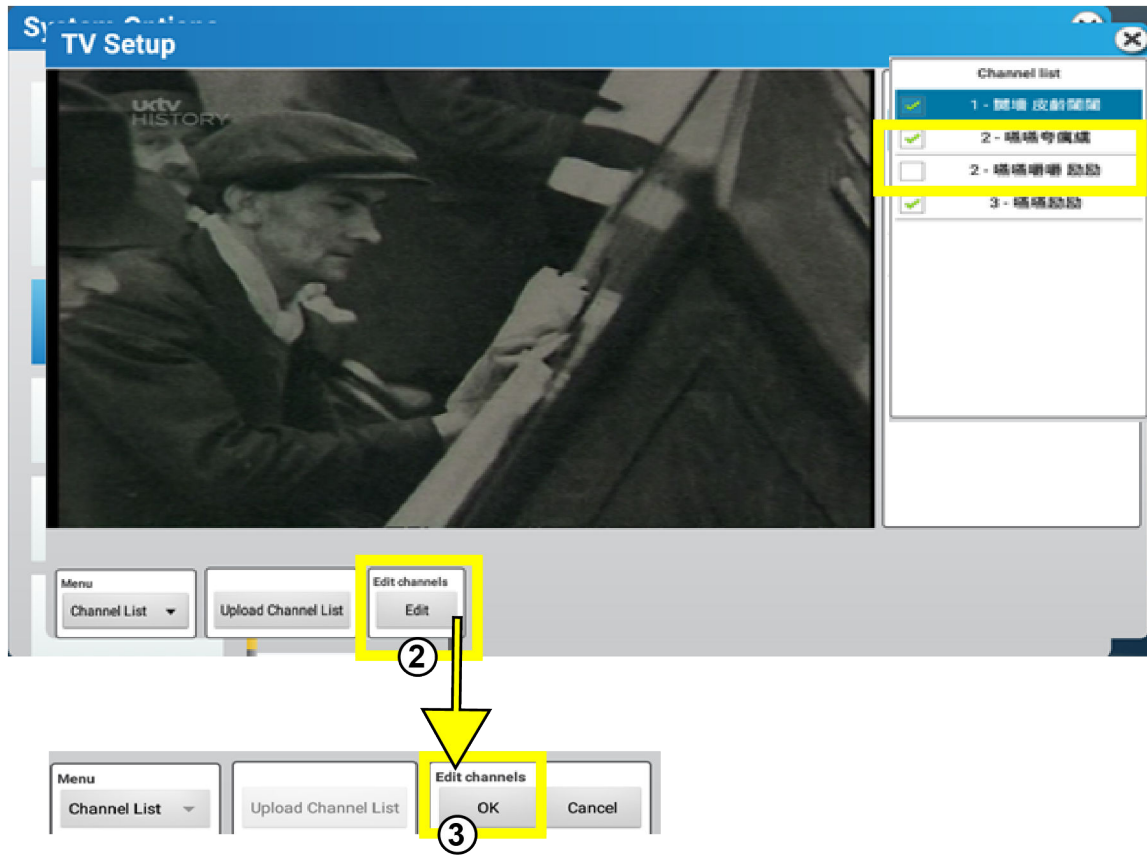 TV Setup
uktv
HISTORY
Channel list
1 -
2 -
2 -
3 -
Menu
Channel List
Upload Channel List
Edit channels
Edit
2
Menu
Channel List
Upload Channel List
Edit channels
OK
Cancel
3